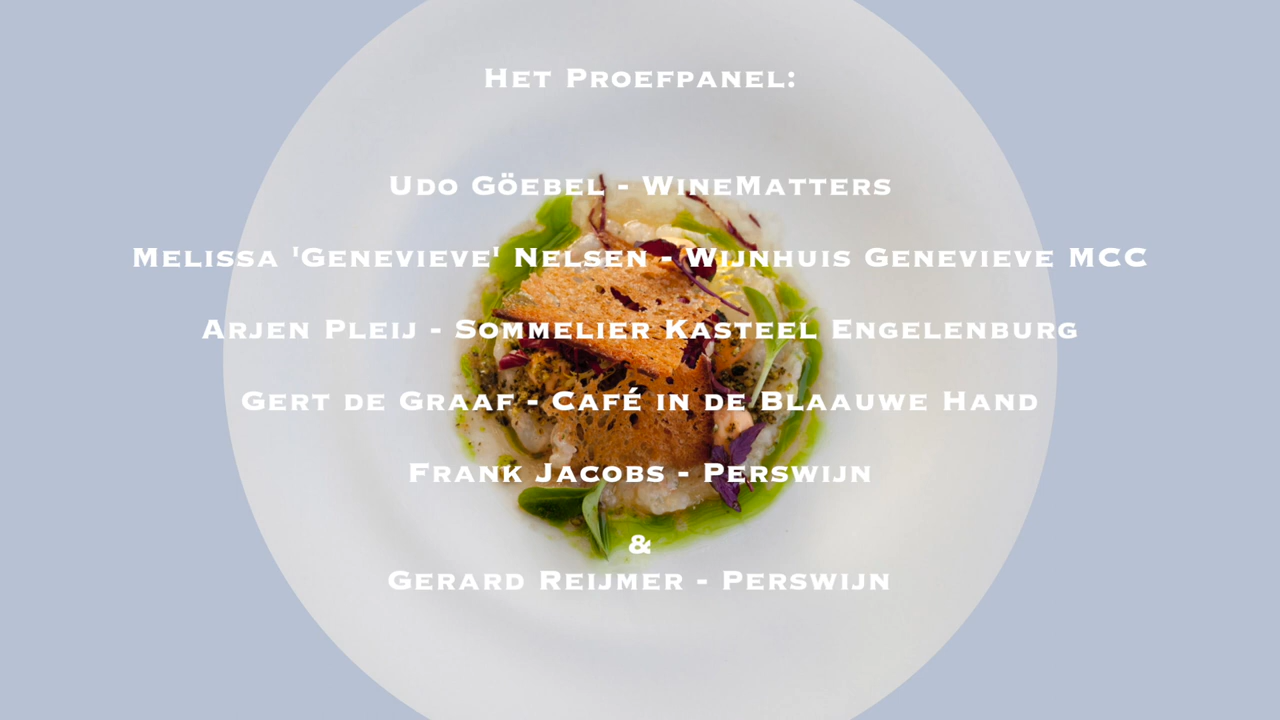 Het Proefpanel:
Udo Göebel - WineMatters
Melissa 'Genevieve' Nelsen - Wijnhuis Genevieve MCC
Arjen Pleij - Sommelier Kasteel Engelenburg
Gert de Graaf - Café in de Blaauwe Hand
Frank Jacobs - Perswijn
&
Gerard Reijmer - Perswijn